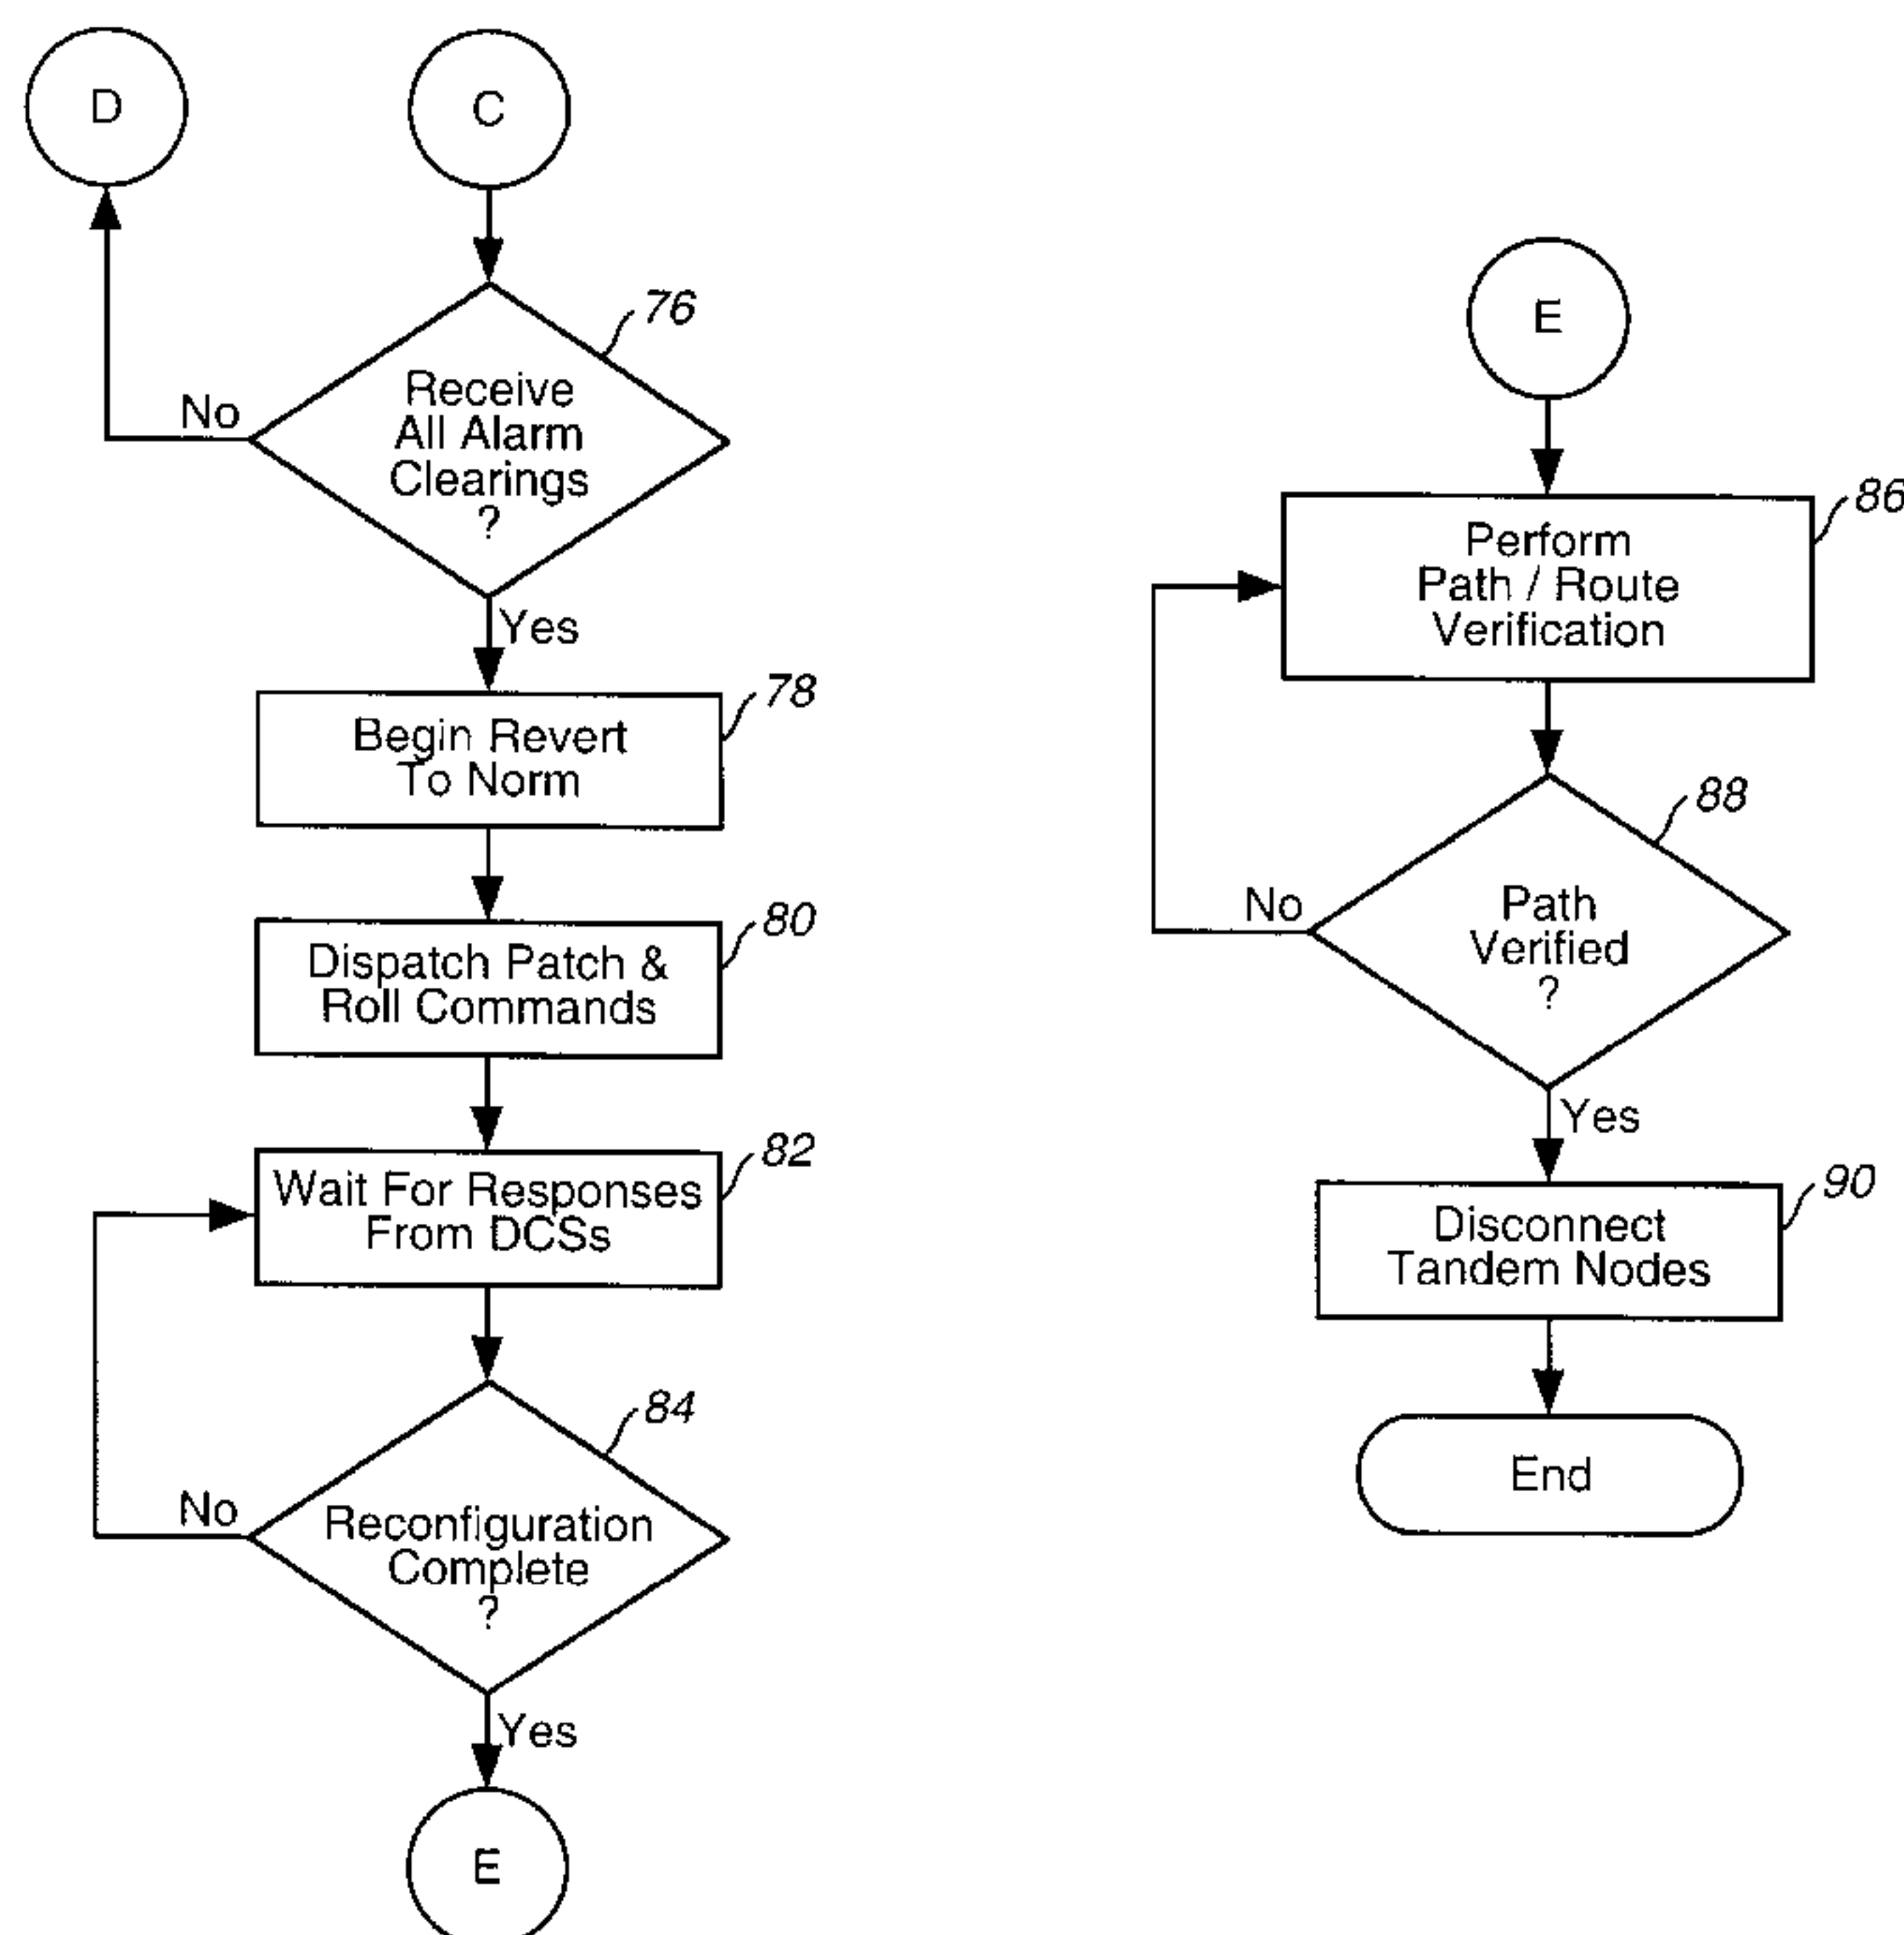 D
C
76
Receive
All Alarm
Clearings
?
No
Yes
78
Begin Revert
To Norm
80
Dispatch Patch &
Roll Commands
82
Wait For Responses
From DCSs
84
Reconfiguration
Complete
?
No
Yes
E
E
86
Perform
Path / Route
Verification
88
Path
Verified
?
No
Yes
90
Disconnect
Tandem Nodes
End